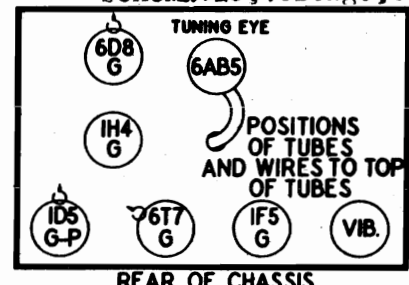 TUNING EYE
6D8
G
6AB5
1H4
G
POSITIONS
OF TUBES
AND WIRES TO TOP
OF TUBES
1D5
G-P
6T7
G
1F5
G
VIB.
REAR OF CHASSIS